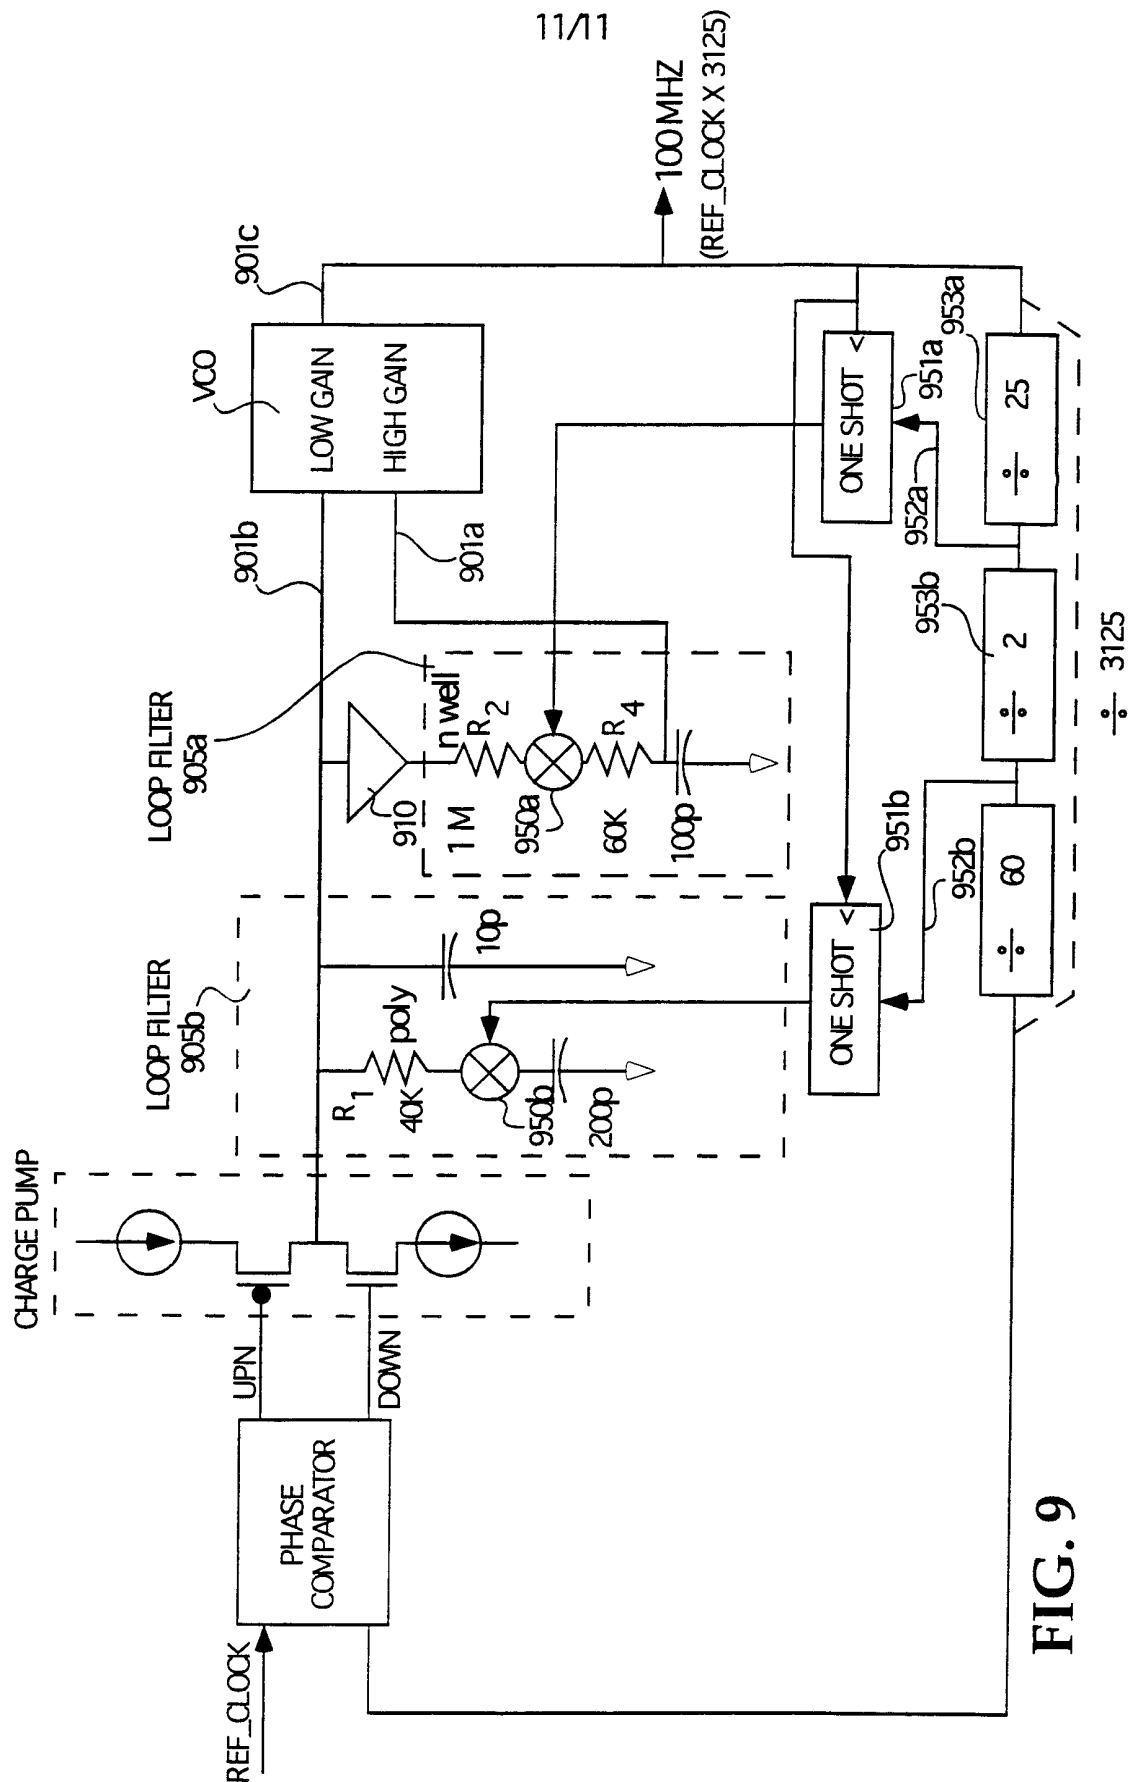 11/11
CHARGE PUMP
LOOP FILTER
905b
LOOP FILTER
905a
VCO
901b
901c
LOW GAIN
HIGH GAIN
901a
REF_CLOCK
PHASE
COMPARATOR
UPN
DOWN
R1
40K
poly
950b
200p
10p
910
n well
1 M
R2
950a
60K
R4
100p
100 MHZ
(REF_CLOCK X 3125)
ONE SHOT <
951b
ONE SHOT <
951a
952b
952a
÷ 60
÷ 2
953b
÷ 25
953a
÷ 3125
FIG. 9